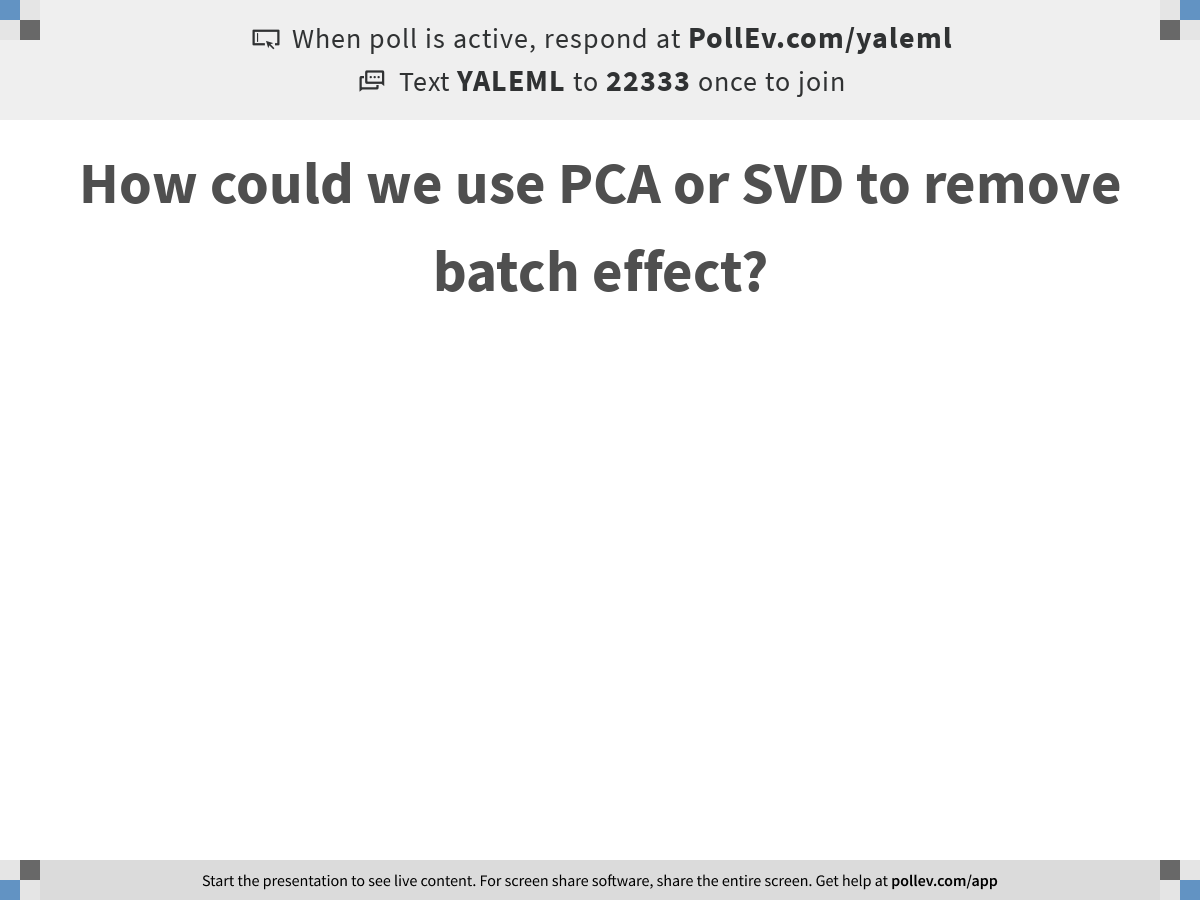 When poll is active, respond at PollEv.com/yaleml
Text YALEML to 22333 once to join
How could we use PCA or SVD to remove
batch effect?
Start the presentation to see live content. For screen share software, share the entire screen. Get help at pollev.com/app